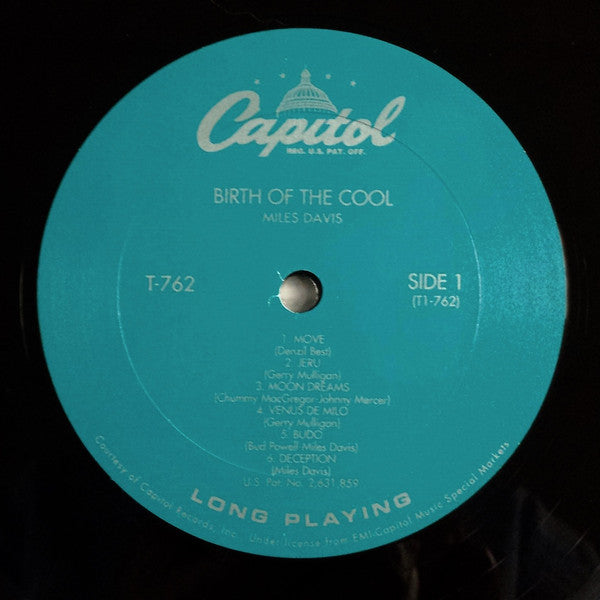 Capitol
REG. U.S. PAT. OFF.
BIRTH OF THE COOL
MILES DAVIS
T-762
SIDE 1
(T1-762)
1. MOVE
(Denzil Best)
2. JERU
(Gerry Mulligan)
3. MOON DREAMS
(Chummy MacGregor-Johnny Mercer)
4. VENUS DE MILO
(Gerry Mulligan)
5. BUDO
(Bud Powell-Miles Davis)
6. DECEPTION
(Miles Davis)
U.S. Pat. No. 2,631,859
LONG PLAYING
Courtesy of Capitol Records, Inc. Under license from EMI-Capitol Music Special Markets